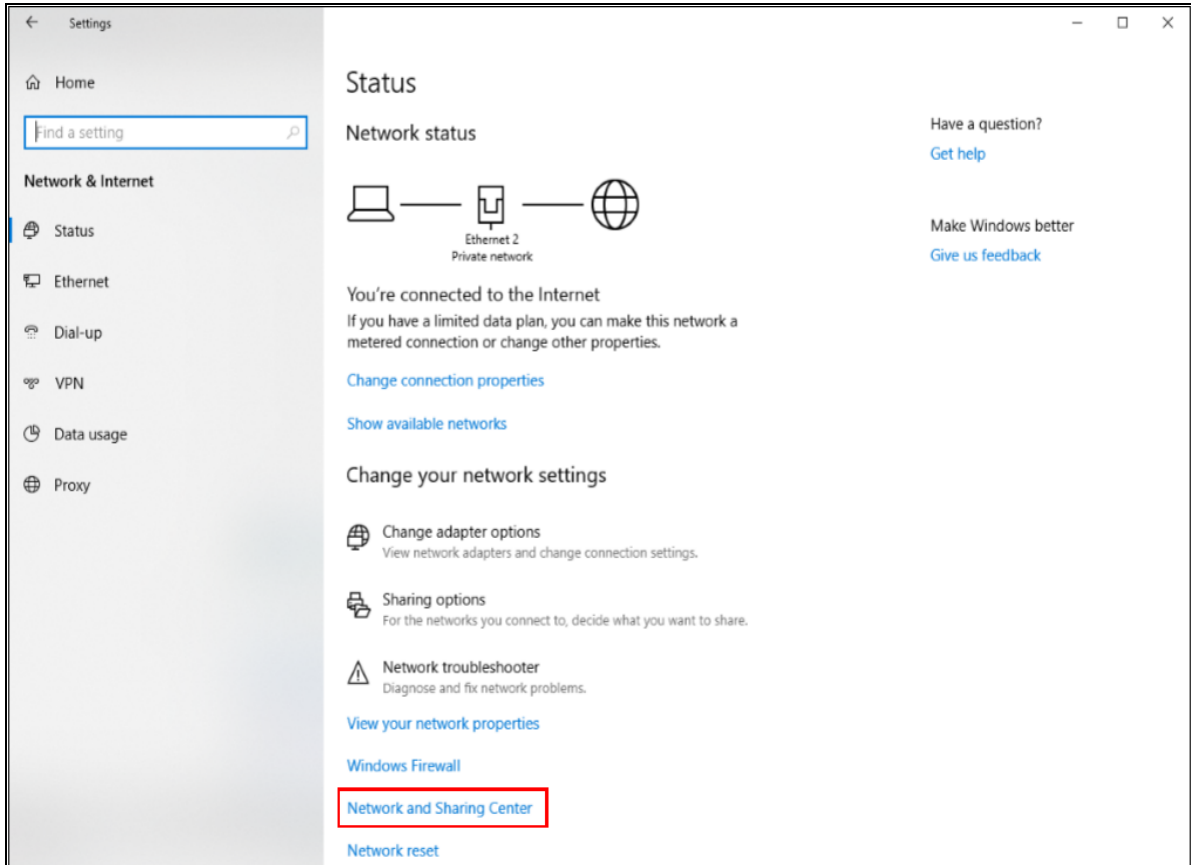 Settings
Home
Find a setting
Network & Internet
Status
Ethernet
Dial-up
VPN
Data usage
Proxy
Status
Network status
Ethernet 2
Private network
You're connected to the Internet
If you have a limited data plan, you can make this network a
metered connection or change other properties.
Change connection properties
Show available networks
Change your network settings
Change adapter options
View network adapters and change connection settings.
Sharing options
For the networks you connect to, decide what you want to share.
Network troubleshooter
Diagnose and fix network problems.
View your network properties
Windows Firewall
Network and Sharing Center
Network reset
Have a question?
Get help
Make Windows better
Give us feedback